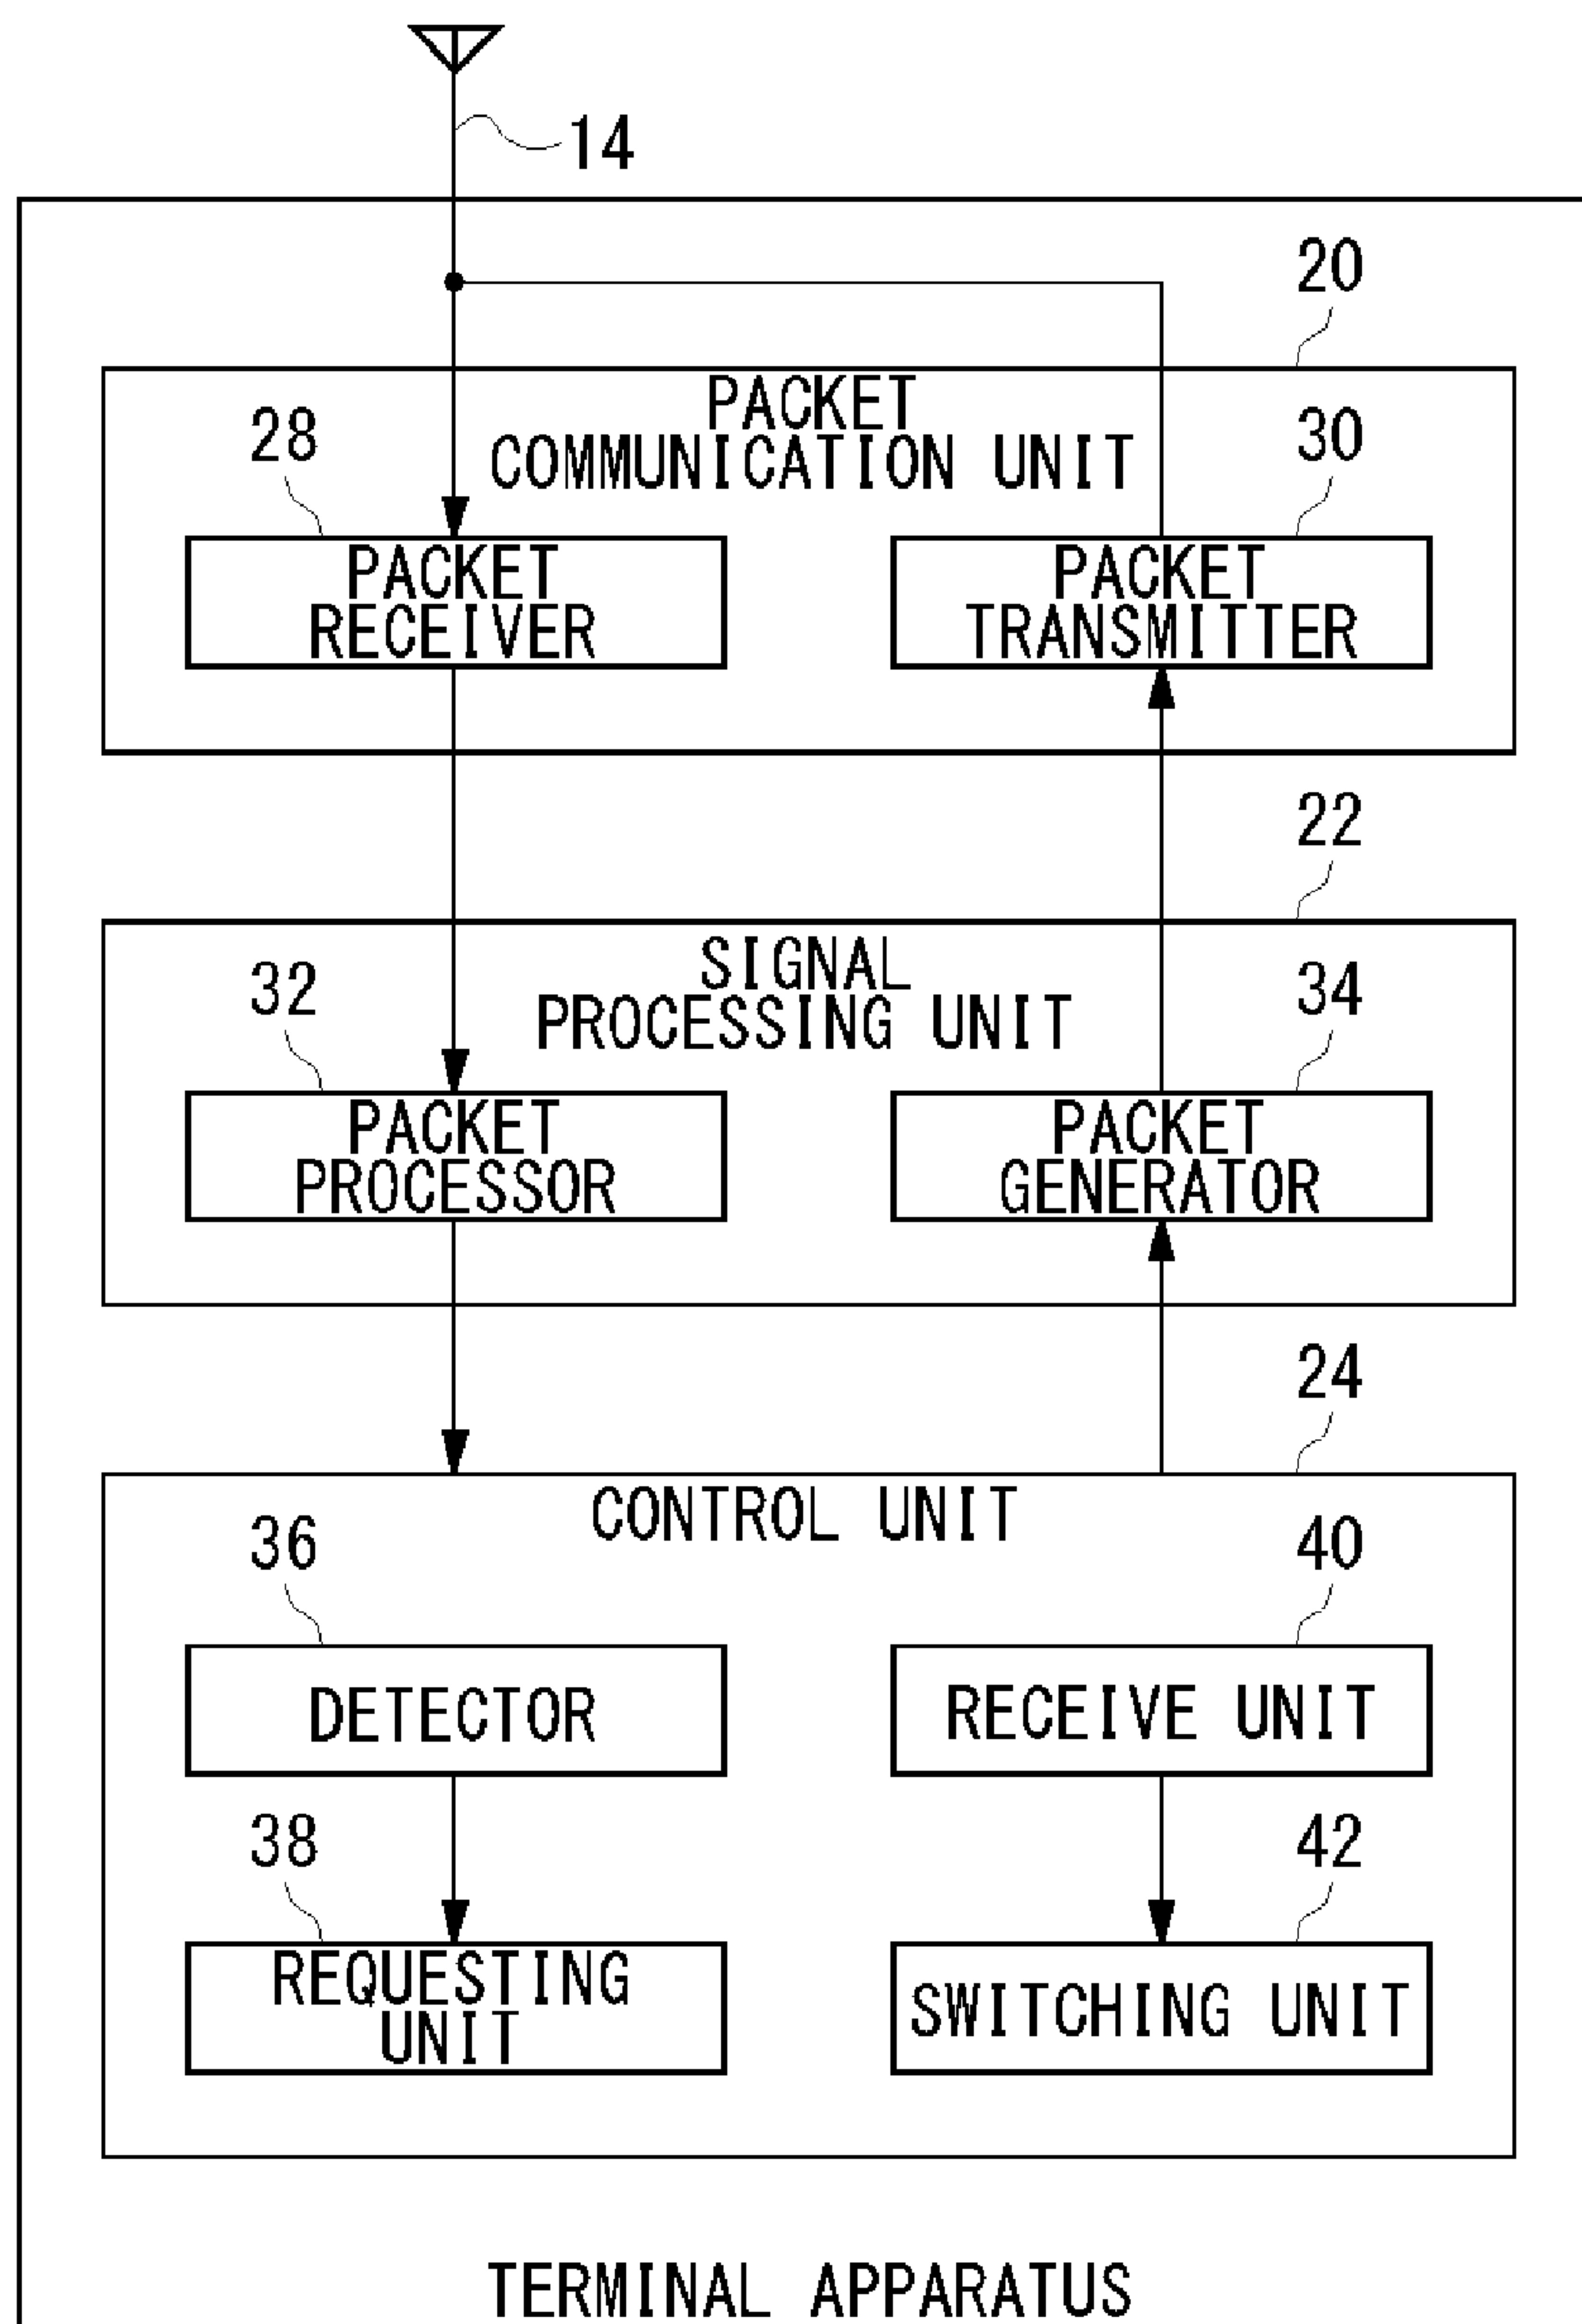 14
20
PACKET
COMMUNICATION UNIT
28
30
PACKET
RECEIVER
PACKET
TRANSMITTER
22
SIGNAL
PROCESSING UNIT
32
34
PACKET
PROCESSOR
PACKET
GENERATOR
24
CONTROL UNIT
36
40
DETECTOR
RECEIVE UNIT
38
42
REQUESTING
UNIT
SWITCHING UNIT
TERMINAL APPARATUS